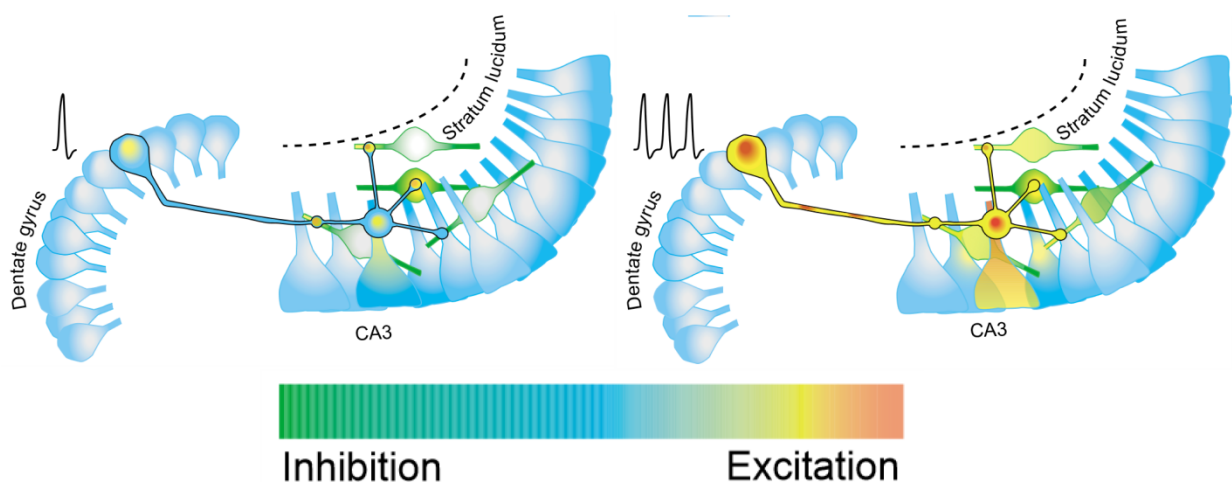 Stratum lucidum
Dentate gyrus
CA3
Stratum lucidum
Dentate gyrus
CA3
Inhibition
Excitation